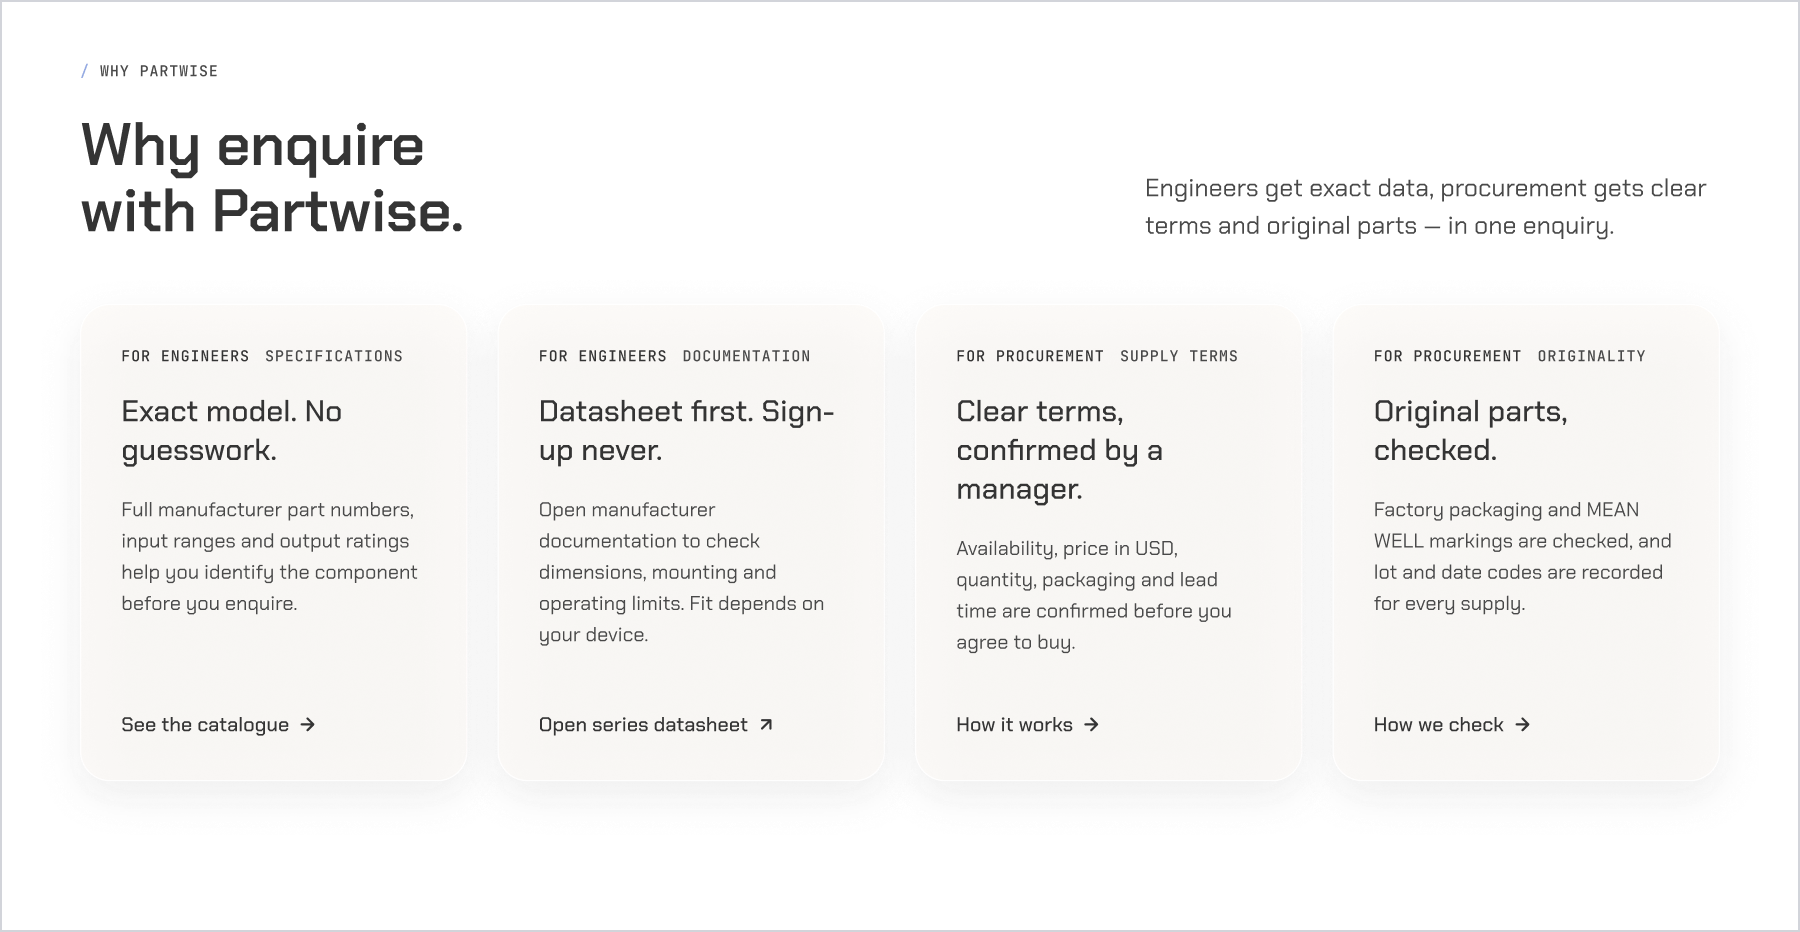 / WHY PARTWISE
Why enquire
with Partwise.
Engineers get exact data, procurement gets clear
terms and original parts — in one enquiry.
FOR ENGINEERS SPECIFICATIONS
Exact model. No
guesswork.
Full manufacturer part numbers,
input ranges and output ratings
help you identify the component
before you enquire.
See the catalogue →
FOR ENGINEERS DOCUMENTATION
Datasheet first. Sign-
up never.
Open manufacturer
documentation to check
dimensions, mounting and
operating limits. Fit depends on
your device.
Open series datasheet ↗
FOR PROCUREMENT SUPPLY TERMS
Clear terms,
confirmed by a
manager.
Availability, price in USD,
quantity, packaging and lead
time are confirmed before you
agree to buy.
How it works →
FOR PROCUREMENT ORIGINALITY
Original parts,
checked.
Factory packaging and MEAN
WELL markings are checked, and
lot and date codes are recorded
for every supply.
How we check →